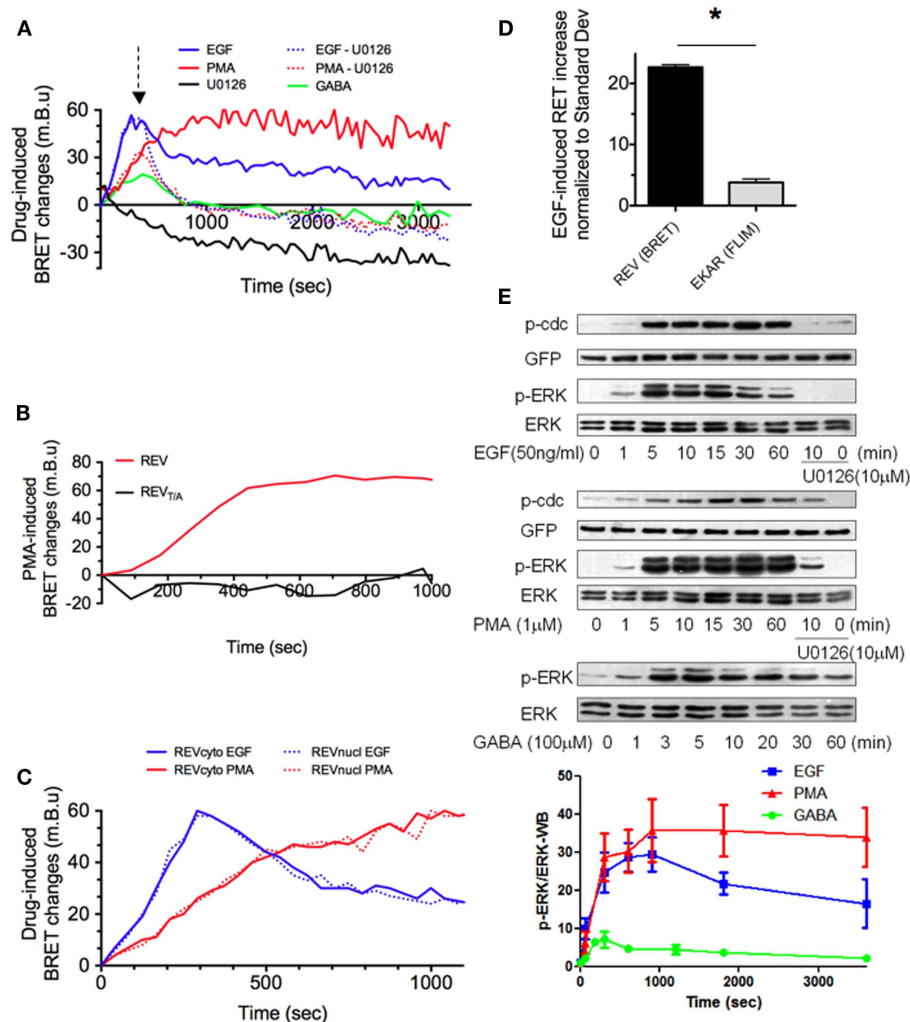 A
EGF
EGF - U0126
PMA
PMA - U0126
U0126
GABA
Drug-induced
BRET changes (m.B.u)
60
30
0
-30
1000
2000
3000
Time (sec)
B
REV
REVT/A
PMA-induced
BRET changes (m.B.u)
80
60
40
20
0
-20
200
400
600
800
1000
Time (sec)
C
REVcyto EGF
REVnucl EGF
REVcyto PMA
REVnucl PMA
Drug-induced
BRET changes (m.B.u)
60
40
20
0
0
500
1000
Time (sec)
D
EGF-induced RET increase
normalized to Standard Dev
*
20
10
0
REV (BRET)
EKAR (FLIM)
E
p-cdc
GFP
p-ERK
ERK
EGF(50ng/ml) 0 1 5 10 15 30 60 10 0 (min)
U0126(10μM)
p-cdc
GFP
p-ERK
ERK
PMA (1μM) 0 1 5 10 15 30 60 10 0 (min)
U0126(10μM)
p-ERK
ERK
GABA (100μM) 0 1 3 5 10 20 30 60 (min)
EGF
PMA
GABA
p-ERK/ERK-WB
50
40
30
20
10
0
0
1000
2000
3000
Time (sec)